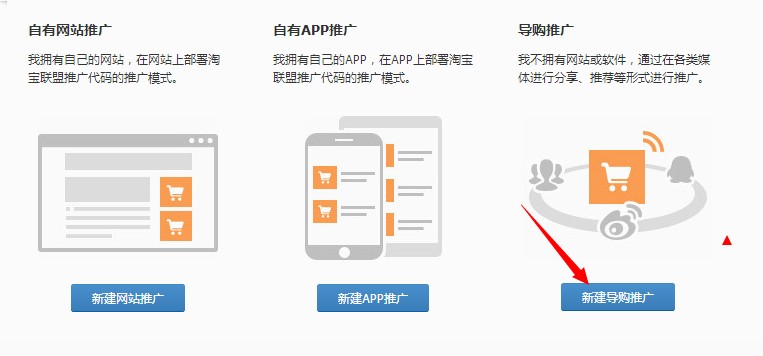 自有网站推广
我拥有自己的网站，在网站上部署淘
宝联盟推广代码的推广模式。
新建网站推广
自有APP推广
我拥有自己的APP，在APP上部署淘宝
联盟推广代码的推广模式。
新建APP推广
导购推广
我不拥有网站或软件，通过在各类媒
体进行分享、推荐等形式进行推广。
新建导购推广